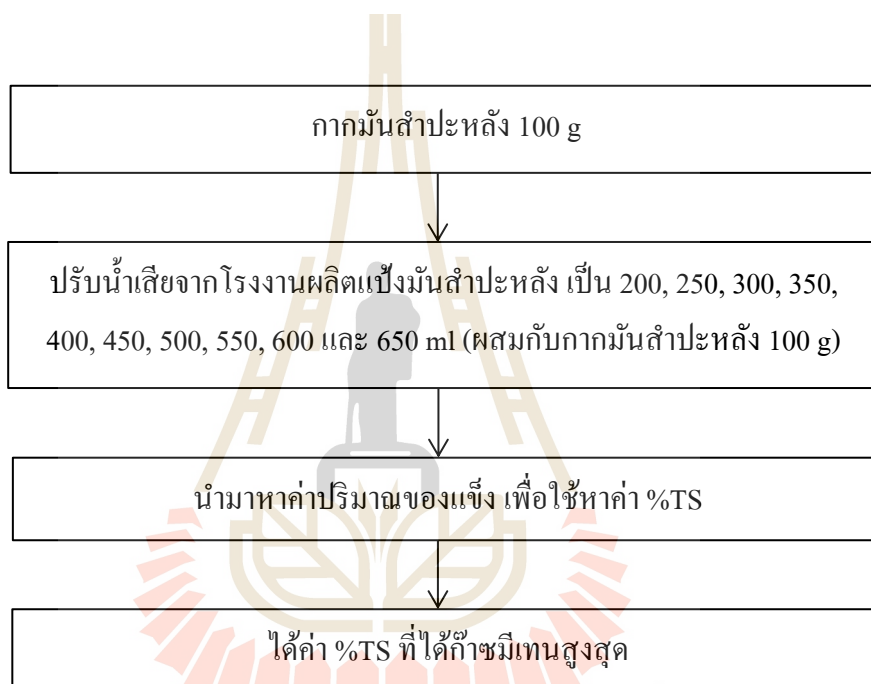 กากมันสำปะหลัง 100 g
ปรับน้ำเสียจากโรงงานผลิตแป้งมันสำปะหลัง เป็น 200, 250, 300, 350,
400, 450, 500, 550, 600 และ 650 ml (ผสมกับกากมันสำปะหลัง 100 g)
นำมาหาค่าปริมาณของแข็ง เพื่อใช้หาค่า %TS
ได้ค่า %TS ที่ได้ก๊าซมีเทนสูงสุด